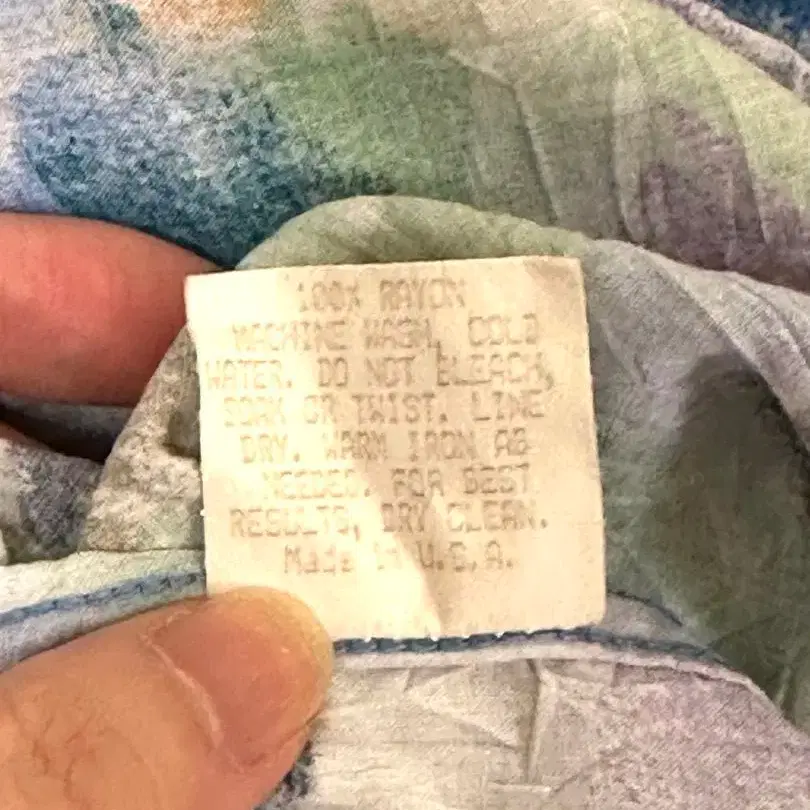 100% RAYON
MACHINE WASH, COLD
WATER. DO NOT BLEACH,
SOAK OR TWIST. LINE
DRY. WARM IRON AS
NEEDED. FOR BEST
RESULTS, DRY CLEAN.
Made in U.S.A.